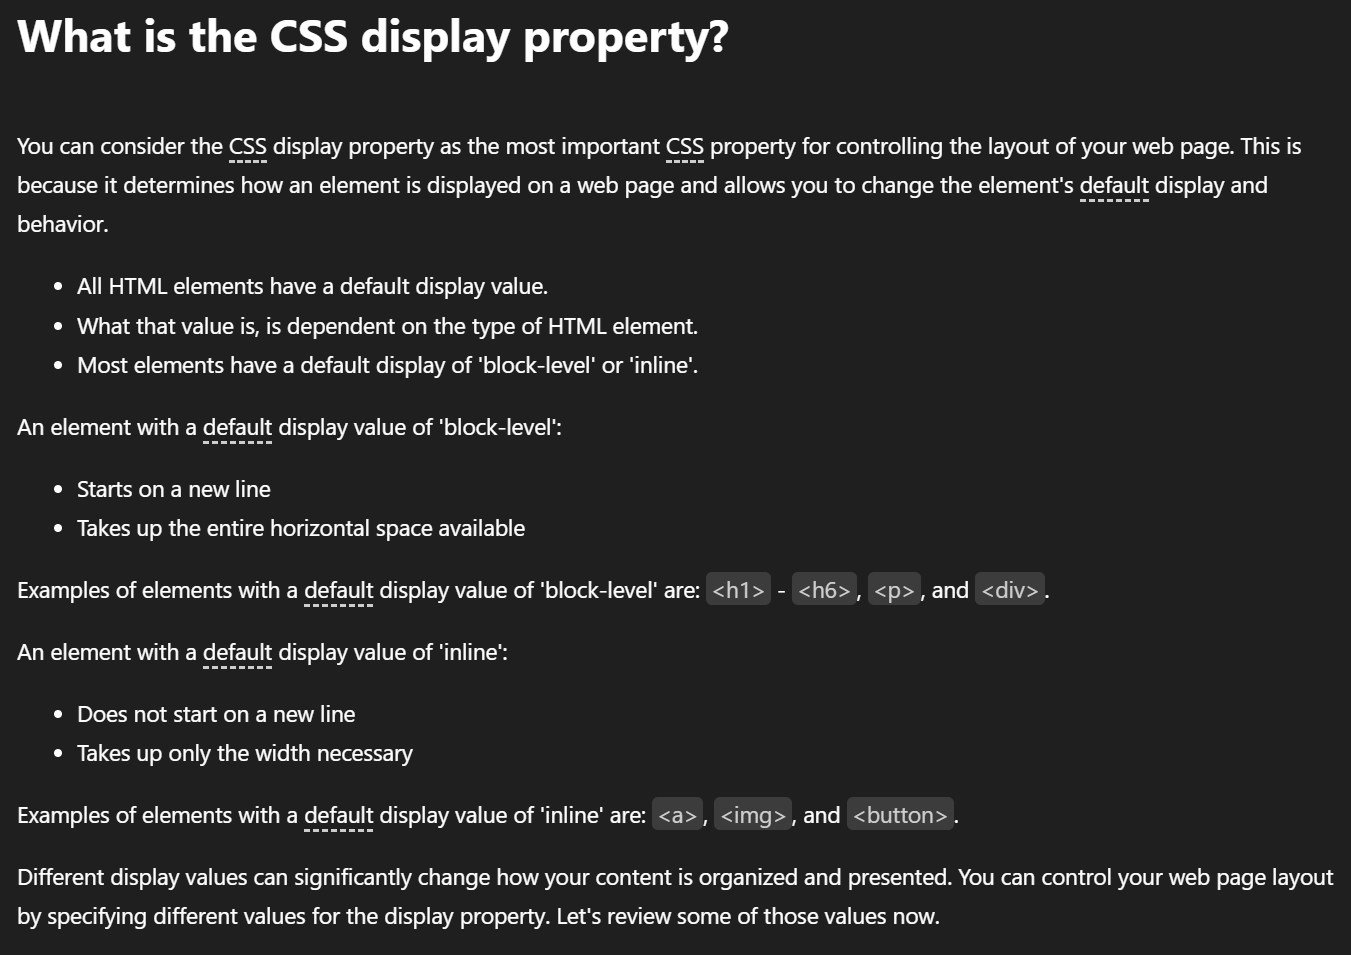 What is the CSS display property?
You can consider the CSS display property as the most important CSS property for controlling the layout of your web page. This is
because it determines how an element is displayed on a web page and allows you to change the element's default display and
behavior.
• All HTML elements have a default display value.
• What that value is, is dependent on the type of HTML element.
• Most elements have a default display of 'block-level' or 'inline'.
An element with a default display value of 'block-level':
• Starts on a new line
• Takes up the entire horizontal space available
Examples of elements with a default display value of 'block-level' are: <h1> - <h6>, <p>, and <div>.
An element with a default display value of 'inline':
• Does not start on a new line
• Takes up only the width necessary
Examples of elements with a default display value of 'inline' are: <a>, <img>, and <button>.
Different display values can significantly change how your content is organized and presented. You can control your web page layout
by specifying different values for the display property. Let's review some of those values now.